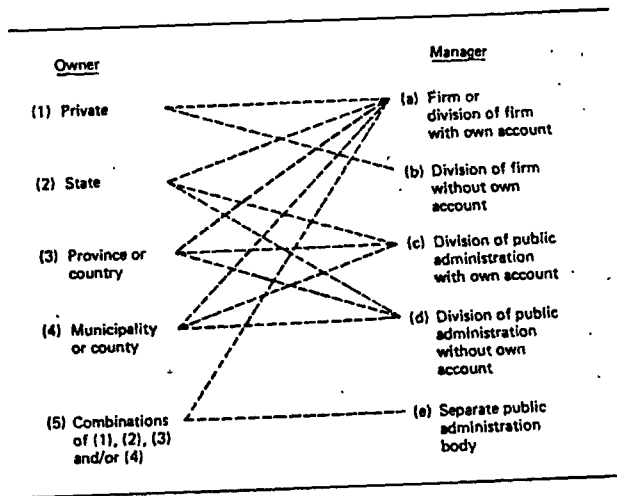 Owner
(1) Private
(2) State
(3) Province or
country
(4) Municipality
or county
(5) Combinations
of (1), (2), (3)
and/or (4)
Manager
(a) Firm or
division of firm
with own account
(b) Division of firm
without own
account
(c) Division of public
administration
with own account
(d) Division of public
administration
without own
account
(e) Separate public
administration
body